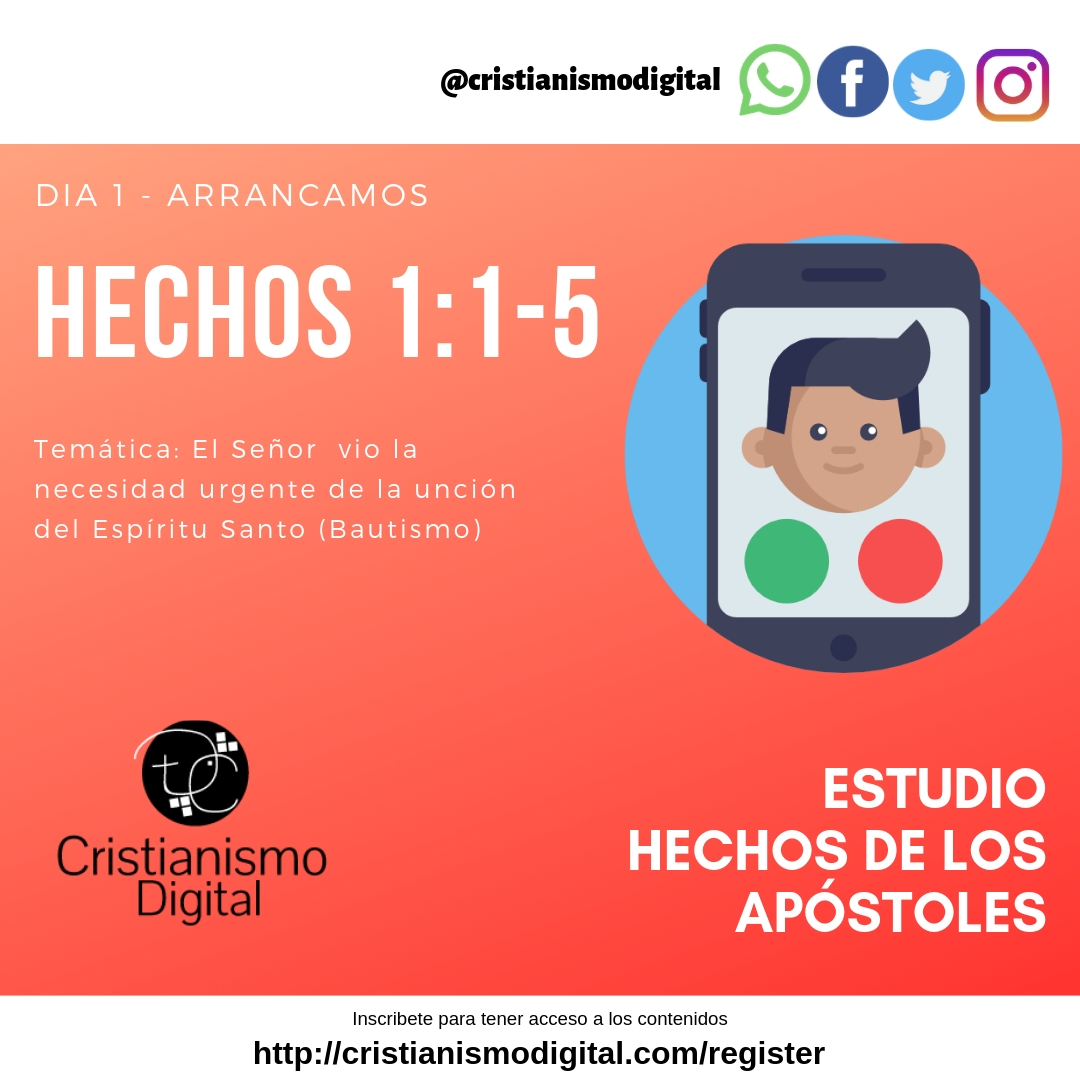 @cristianismodigital
DIA 1 - ARRANCAMOS
HECHOS 1:1-5
Temática: El Señor  vio la
necesidad urgente de la unción
del Espíritu Santo (Bautismo)
Cristianismo
Digital
ESTUDIO
HECHOS DE LOS
APÓSTOLES
Inscribete para tener acceso a los contenidos
http://cristianismodigital.com/register